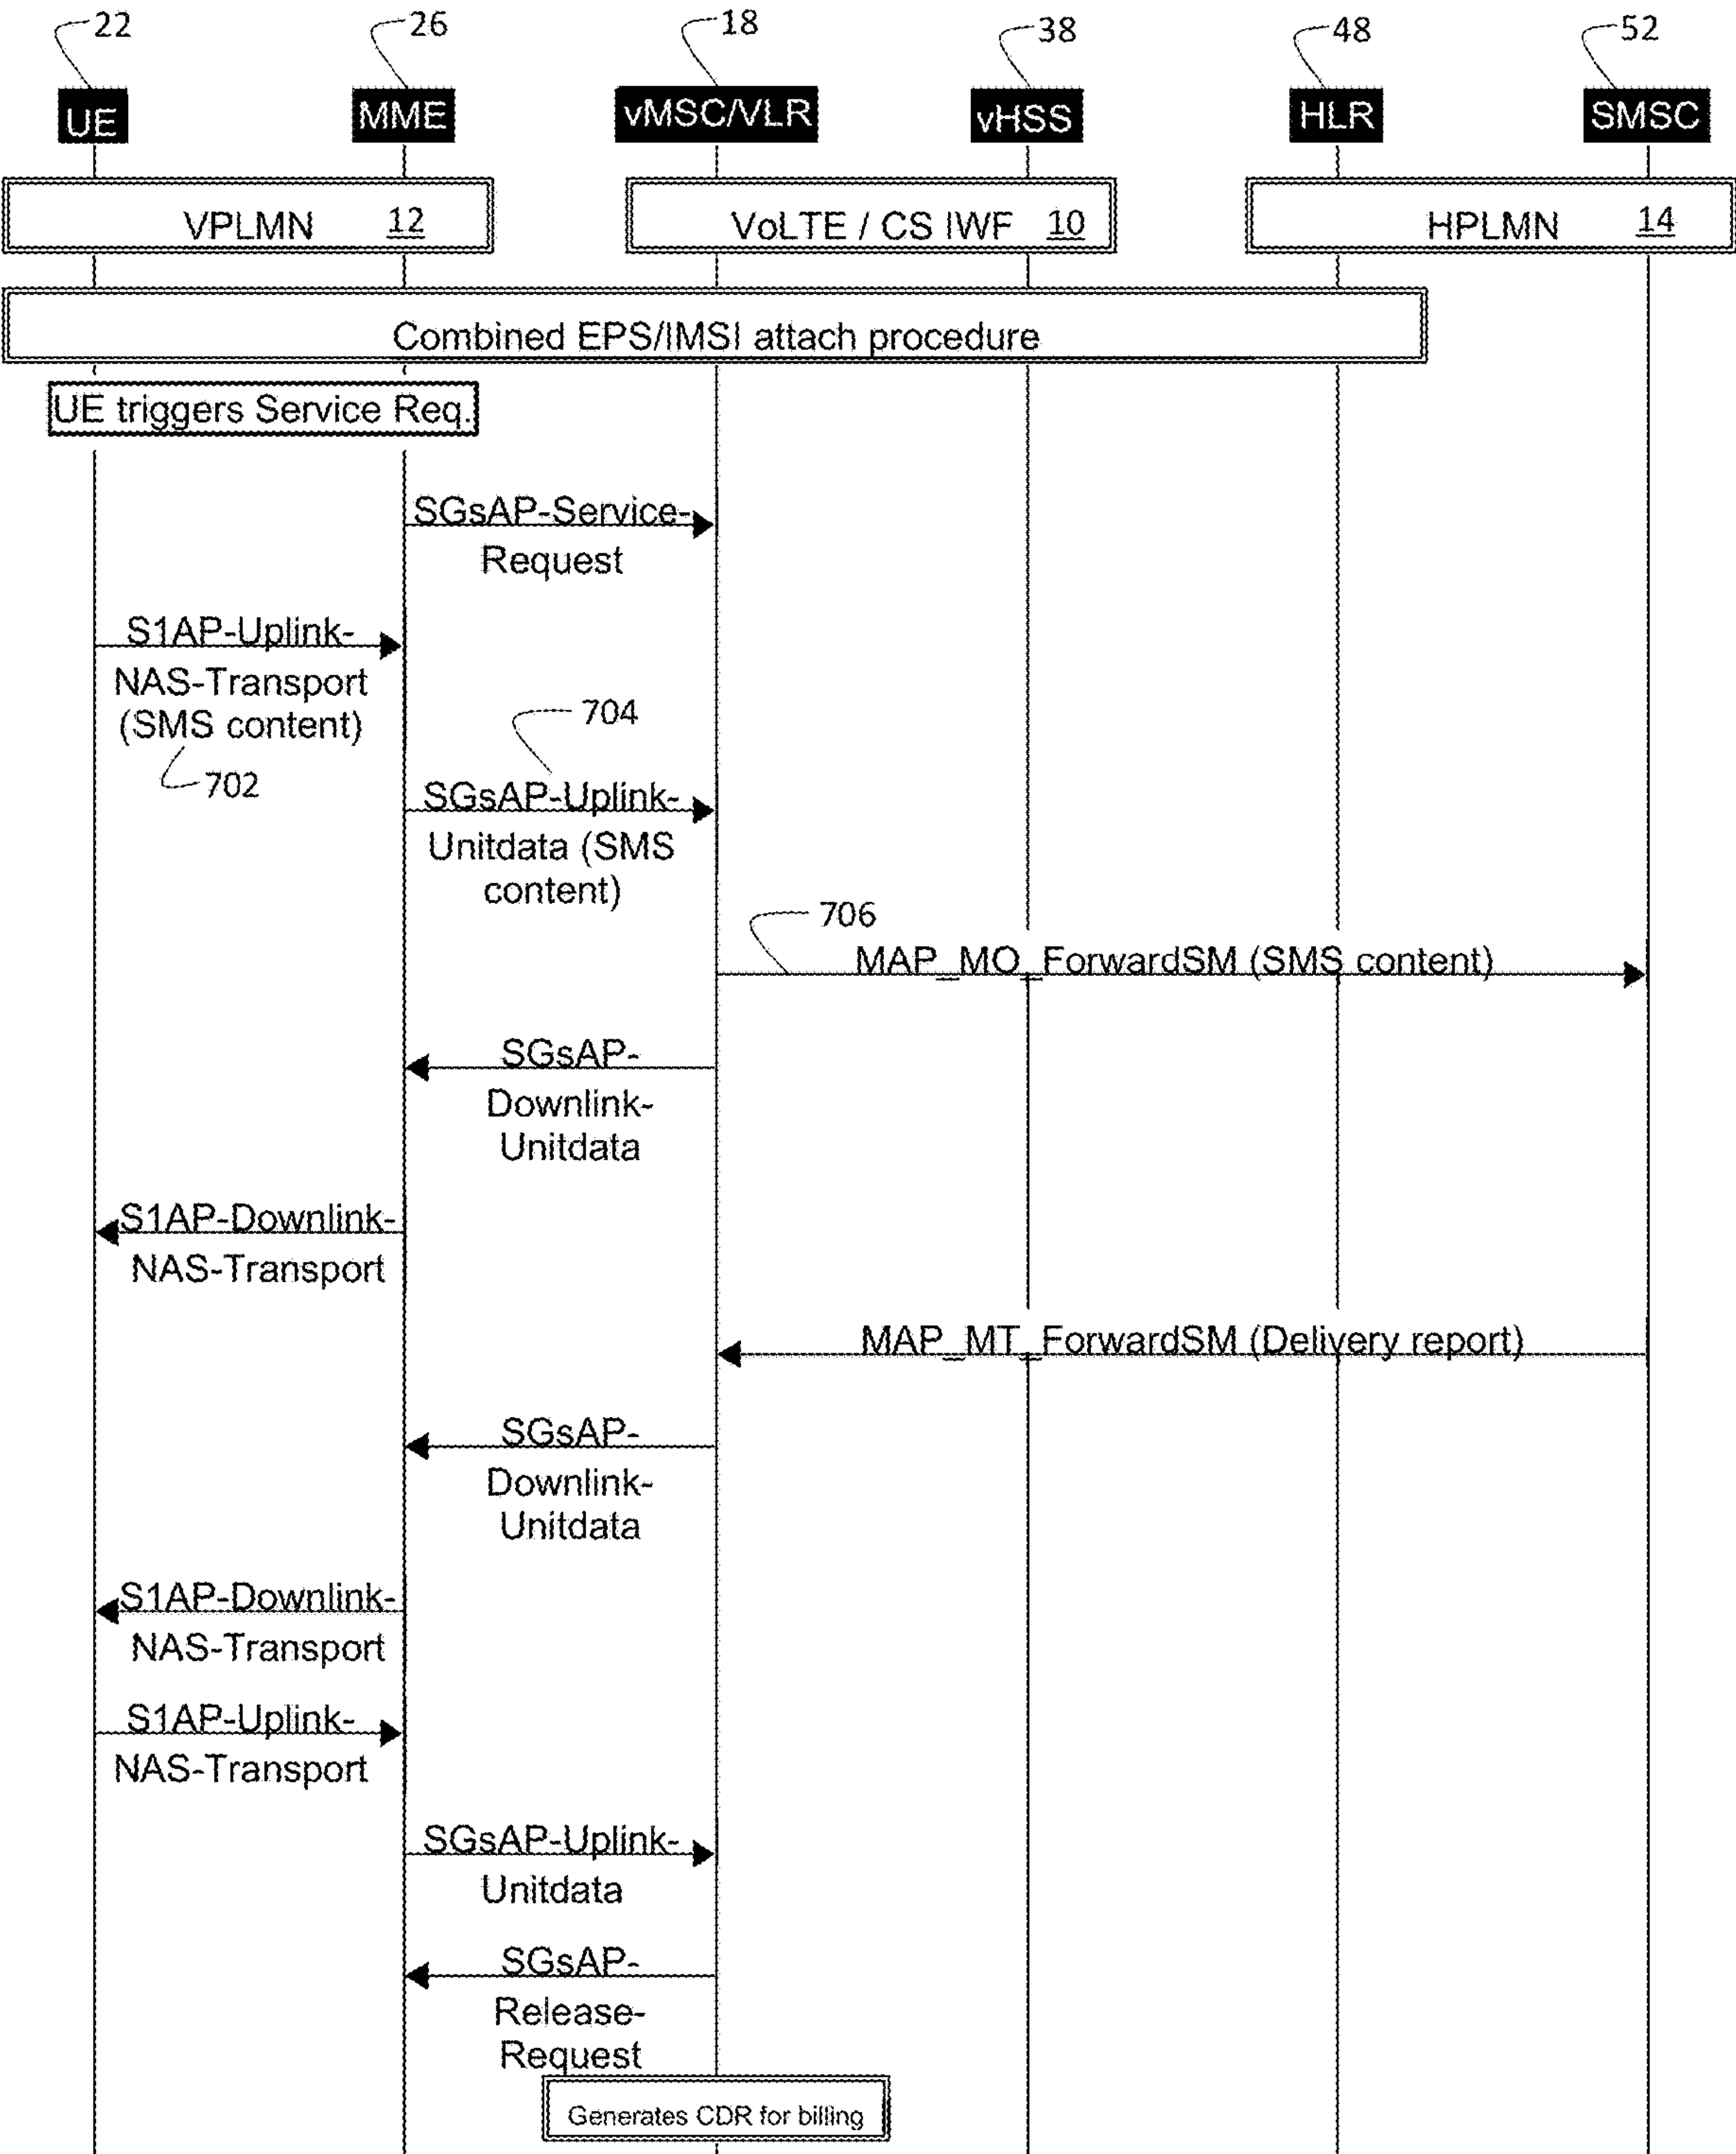 22 26 18 38 48 52
UE MME vMSC/VLR vHSS HLR SMSC
VPLMN 12 VoLTE / CS IWF 10 HPLMN 14
Combined EPS/IMSI attach procedure
UE triggers Service Req.
SGsAP-Service-
Request
S1AP-Uplink-
NAS-Transport
(SMS content)
702
704
SGsAP-Uplink-
Unitdata (SMS
content)
706
MAP_MO_ForwardSM (SMS content)
SGsAP-
Downlink-
Unitdata
S1AP-Downlink-
NAS-Transport
MAP_MT_ForwardSM (Delivery report)
SGsAP-
Downlink-
Unitdata
S1AP-Downlink-
NAS-Transport
S1AP-Uplink-
NAS-Transport
SGsAP-Uplink-
Unitdata
SGsAP-
Release-
Request
Generates CDR for billing